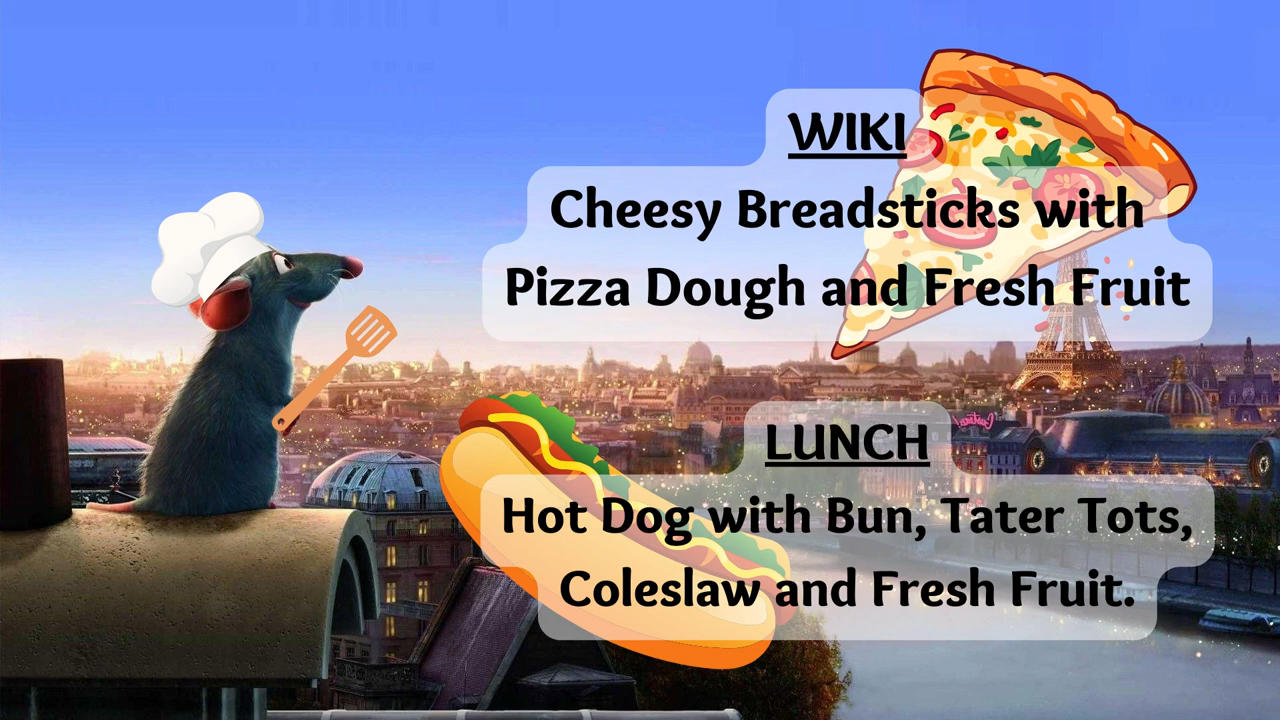 WIKI
Cheesy Breadsticks with
Pizza Dough and Fresh Fruit
LUNCH
Hot Dog with Bun, Tater Tots,
Coleslaw and Fresh Fruit.